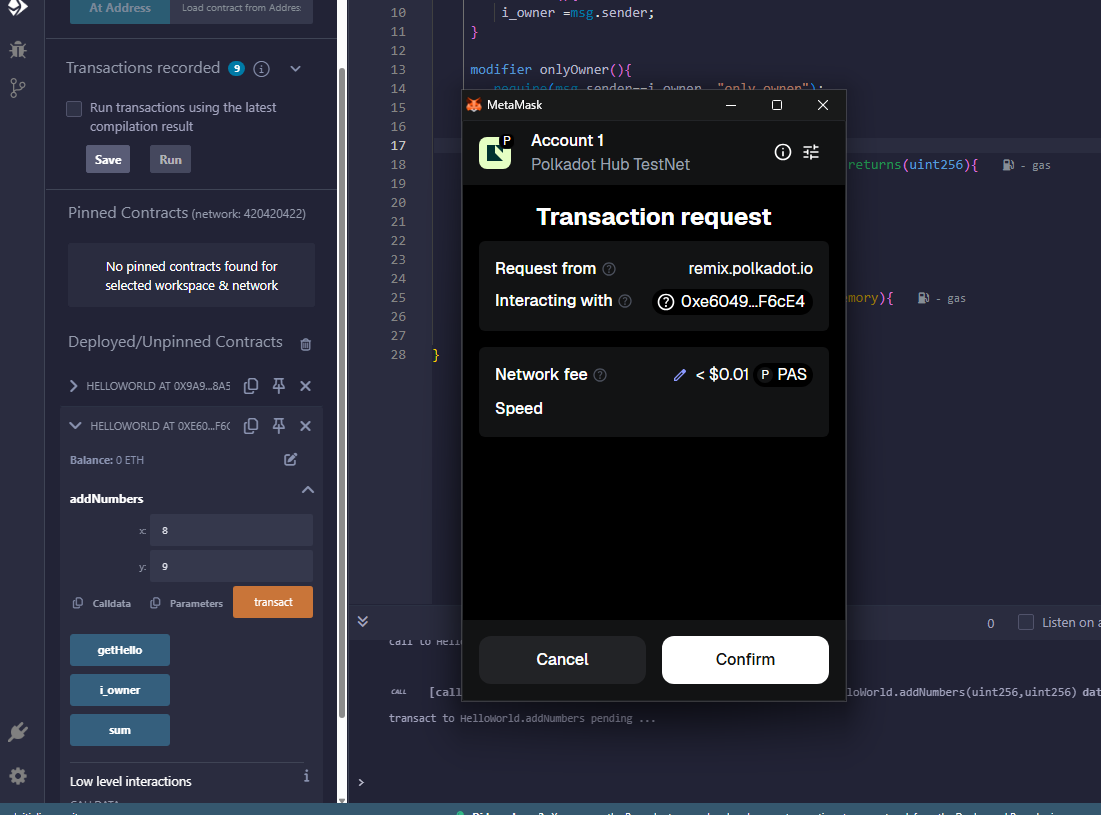 At Address
Load contract from Address
Transactions recorded 9 i
Run transactions using the latest
compilation result
Save
Run
Pinned Contracts (network: 420420422)
No pinned contracts found for
selected workspace & network
Deployed/Unpinned Contracts
HELLOWORLD AT 0X9A9...8A5
HELLOWORLD AT 0XE60...F6C
Balance: 0 ETH
addNumbers
x: 8
y: 9
Calldata
Parameters
transact
getHello
i_owner
sum
Low level interactions
i
CALLDATA
10 i_owner =msg.sender;
11 }
12
13 modifier onlyOwner(){
14 require(msg.sender==i_owner, "only owner");
15
16
17
18 returns(uint256){ - gas
19
20
21
22
23
24
25 mory){ - gas
26
27
28 }
MetaMask
P
Account 1
Polkadot Hub TestNet
Transaction request
Request from ? remix.polkadot.io
Interacting with ? ? 0xe6049...F6cE4
Network fee ? < $0.01 P PAS
Speed
Cancel
Confirm
0
Listen on a
call to Hell
CALL [call
loWorld.addNumbers(uint256,uint256) dat
transact to HelloWorld.addNumbers pending ...
>